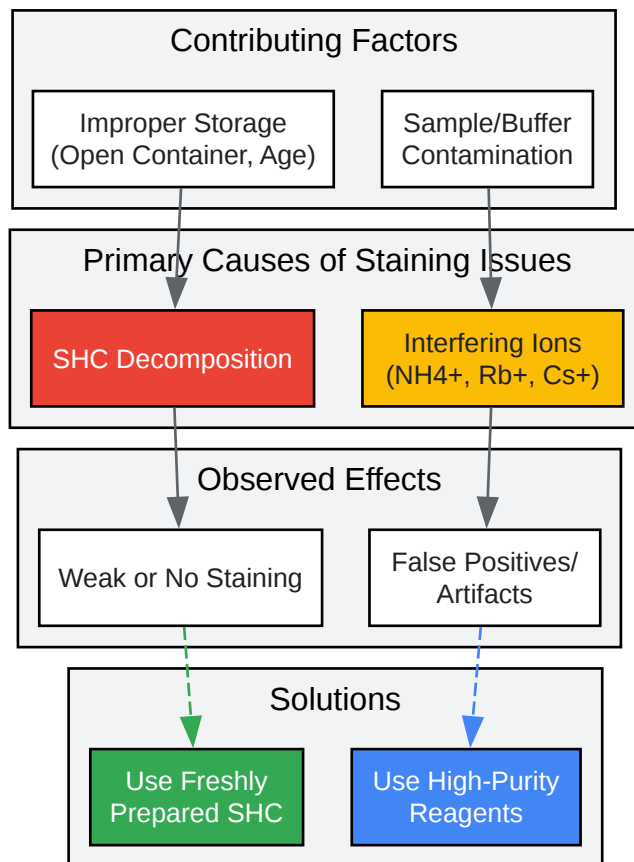 Contributing Factors
Improper Storage
(Open Container, Age)
Sample/Buffer
Contamination
Primary Causes of Staining Issues
SHC Decomposition
Interfering Ions
(NH4+, Rb+, Cs+)
Observed Effects
Weak or No Staining
False Positives/
Artifacts
Solutions
Use Freshly
Prepared SHC
Use High-Purity
Reagents